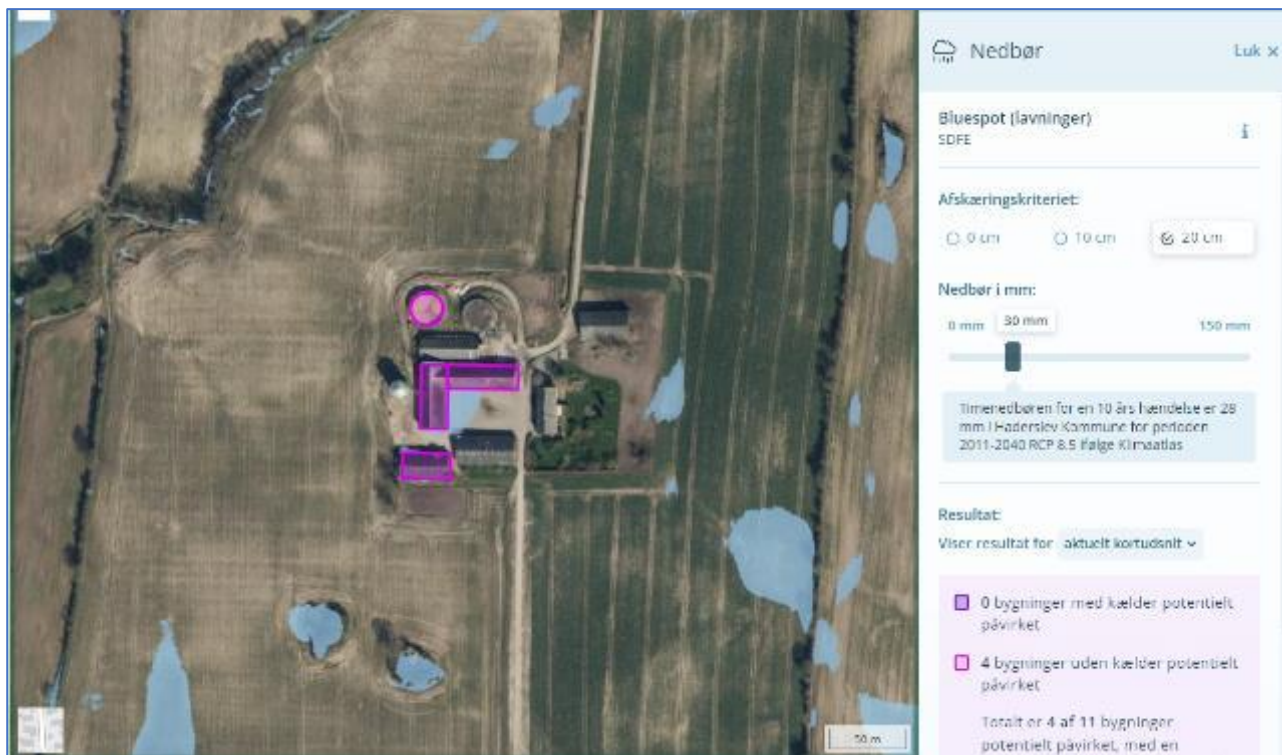 Nedbør
Luk ×
Bluespot (lavninger)
SDFE
i
Afskæringskriteriet:
0 cm
10 cm
20 cm
Nedbør i mm:
0 mm
30 mm
150 mm
Timenedbøren for en 10 års hændelse er 28
mm i Haderslev Kommune for perioden
2011-2040 RCP 8.5 ifølge Klimaatlas
Resultat:
Viser resultat for aktuelt kortudsnit
0 bygninger med kælder potentielt
påvirket
4 bygninger uden kælder potentielt
påvirket
Totalt er 4 af 11 bygninger
potentielt påvirket, med en
50 m